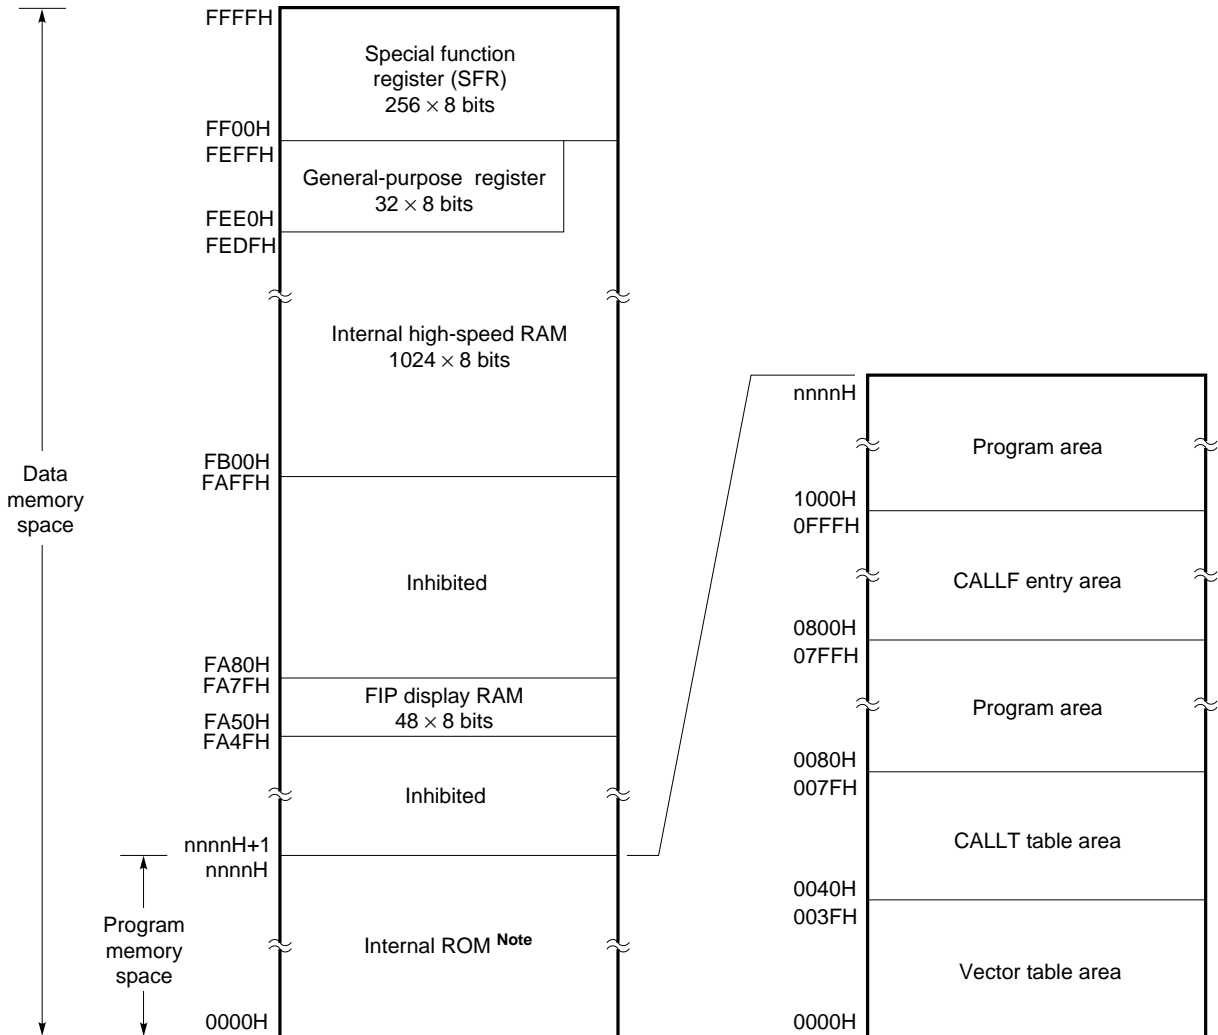 FFFFH
Special function
register (SFR)
256 × 8 bits
FF00H
FEFFH
General-purpose register
32 × 8 bits
FEE0H
FEDFH
Internal high-speed RAM
1024 × 8 bits
FB00H
FAFFH
Data
memory
space
Inhibited
FA80H
FA7FH
FIP display RAM
48 × 8 bits
FA50H
FA4FH
Inhibited
nnnnH+1
nnnnH
Program
memory
space
Internal ROM Note
0000H
nnnnH
Program area
1000H
0FFFH
CALLF entry area
0800H
07FFH
Program area
0080H
007FH
CALLT table area
0040H
003FH
Vector table area
0000H